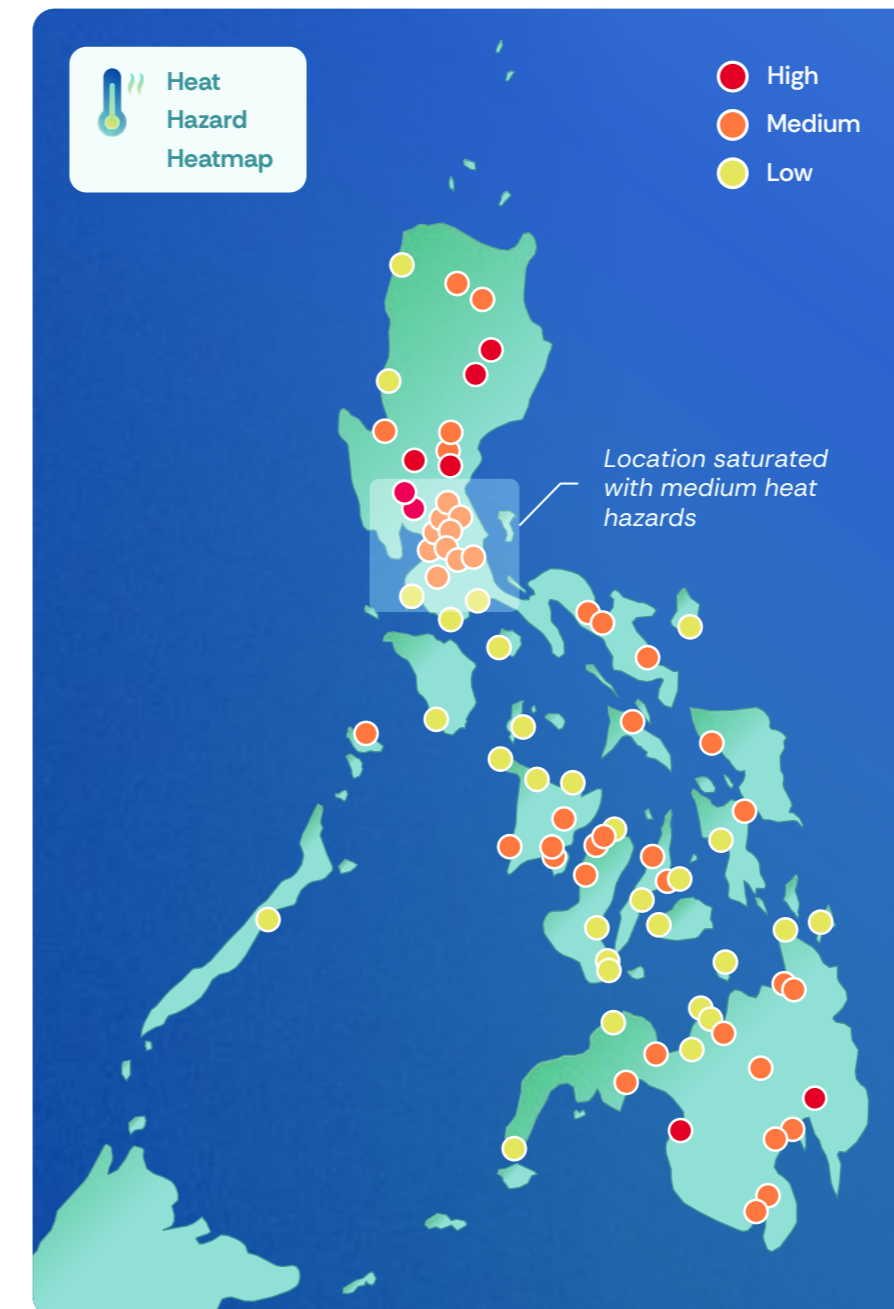 Heat
Hazard
Heatmap
High
Medium
Low
Location saturated
with medium heat
hazards